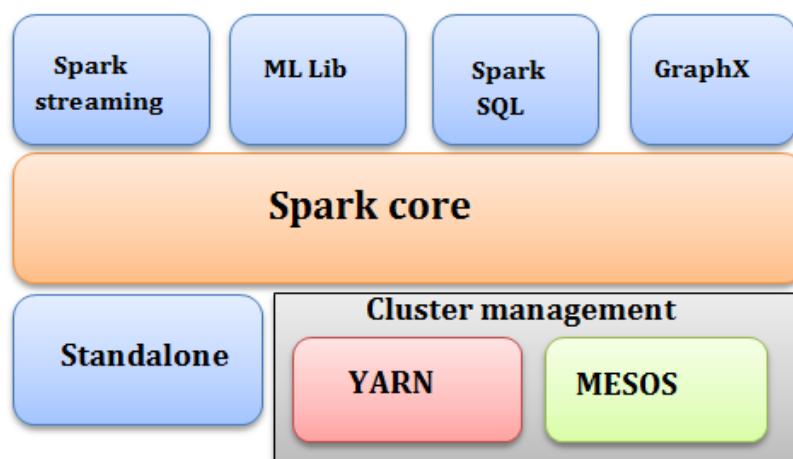 Spark
streaming
ML Lib
Spark
SQL
GraphX
Spark core
Standalone
Cluster management
YARN
MESOS